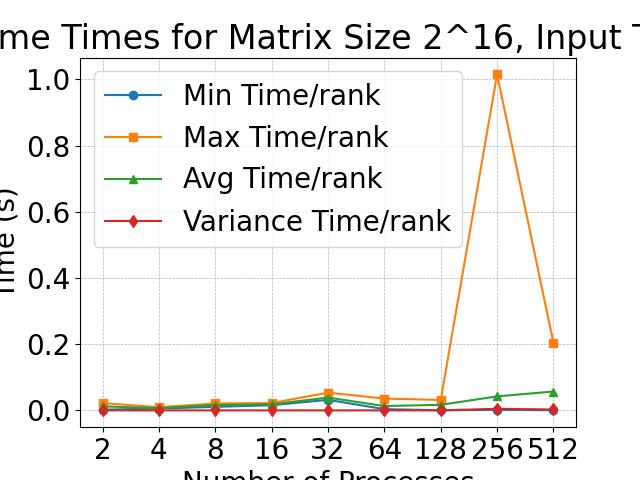 me Times for Matrix Size 2^16, Input T
Time (s)
1.0
0.8
0.6
0.4
0.2
0.0
Min Time/rank
Max Time/rank
Avg Time/rank
Variance Time/rank
2 4 8 16 32 64 128 256 512
Number of Processes